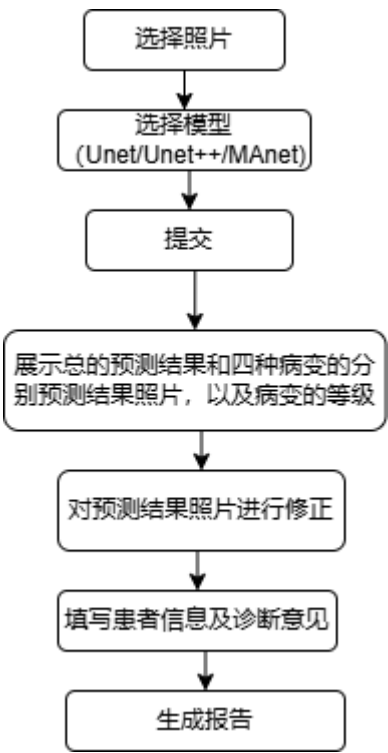 选择照片
选择模型
（Unet/Unet++/MAnet)
提交
展示总的预测结果和四种病变的分
别预测结果照片，以及病变的等级
对预测结果照片进行修正
填写患者信息及诊断意见
生成报告